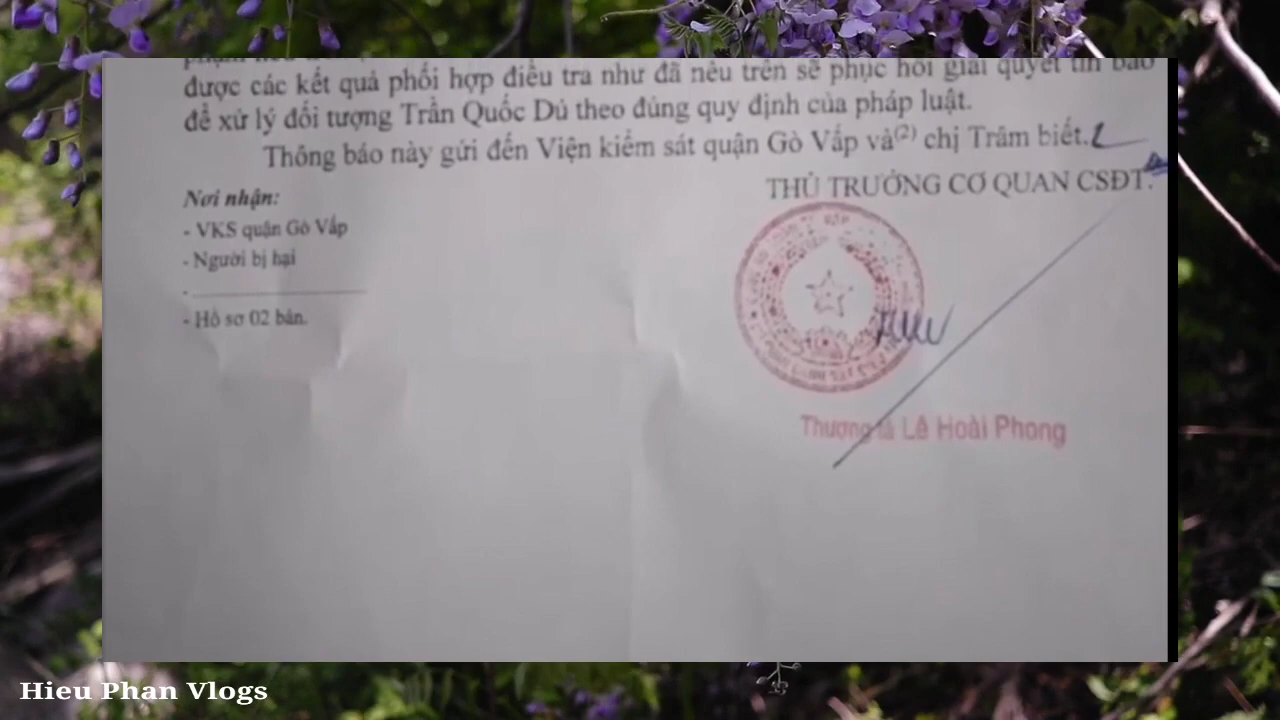 được các kết quả phối hợp điều tra như đã nêu trên sẽ phục hồi giải quyết tin báo
để xử lý đối tượng Trần Quốc Dủ theo đúng quy định của pháp luật.
Thông báo này gửi đến Viện kiểm sát quận Gò Vấp và(2) chị Trâm biết.
Nơi nhận:
- VKS quận Gò Vấp
- Người bị hại
- Hồ sơ 02 bản.
THỦ TRƯỞNG CƠ QUAN CSĐT.
Thượng tá Lê Hoài Phong
Hieu Phan Vlogs